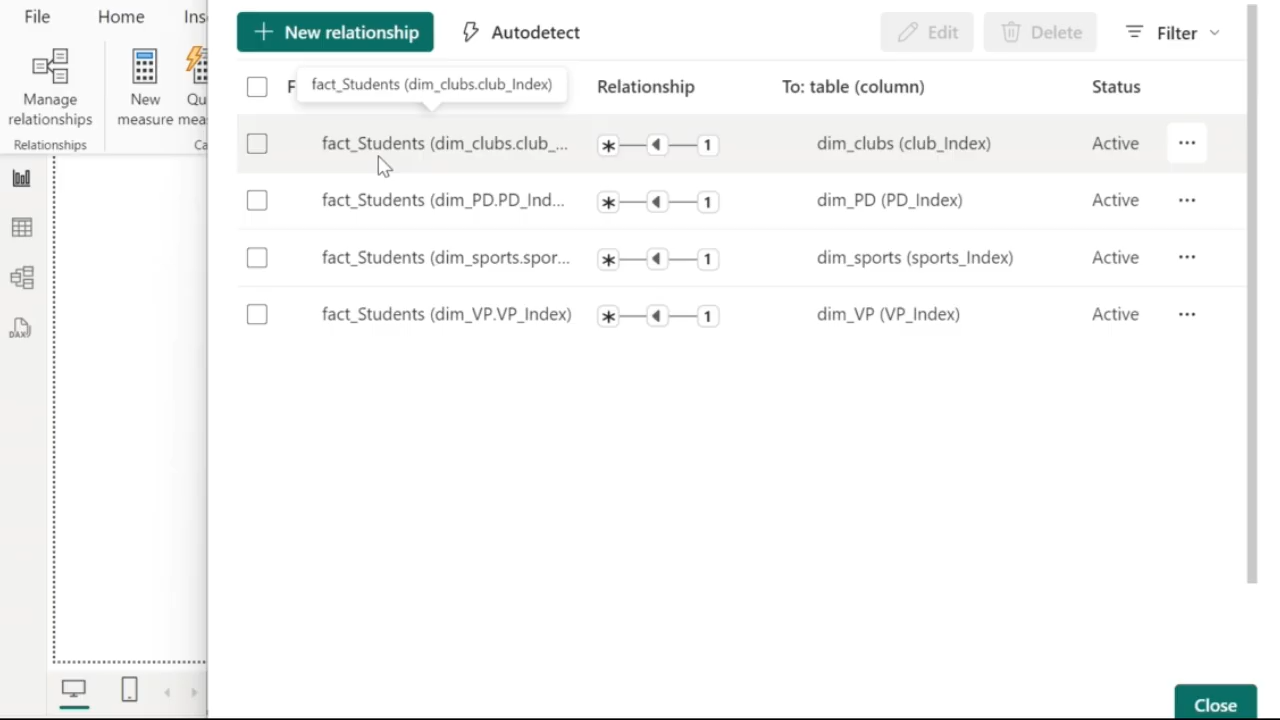 File Home Ins
New relationship Autodetect Edit Delete Filter
fact_Students (dim_clubs.club_Index)
F Relationship To: table (column) Status
Manage relationships
New measure
Qu mea
Relationships
Ca
fact_Students (dim_clubs.club_... * 1 dim_clubs (club_Index) Active ...
fact_Students (dim_PD.PD_Ind... * 1 dim_PD (PD_Index) Active ...
fact_Students (dim_sports.spor... * 1 dim_sports (sports_Index) Active ...
fact_Students (dim_VP.VP_Index) * 1 dim_VP (VP_Index) Active ...
DAX
Close